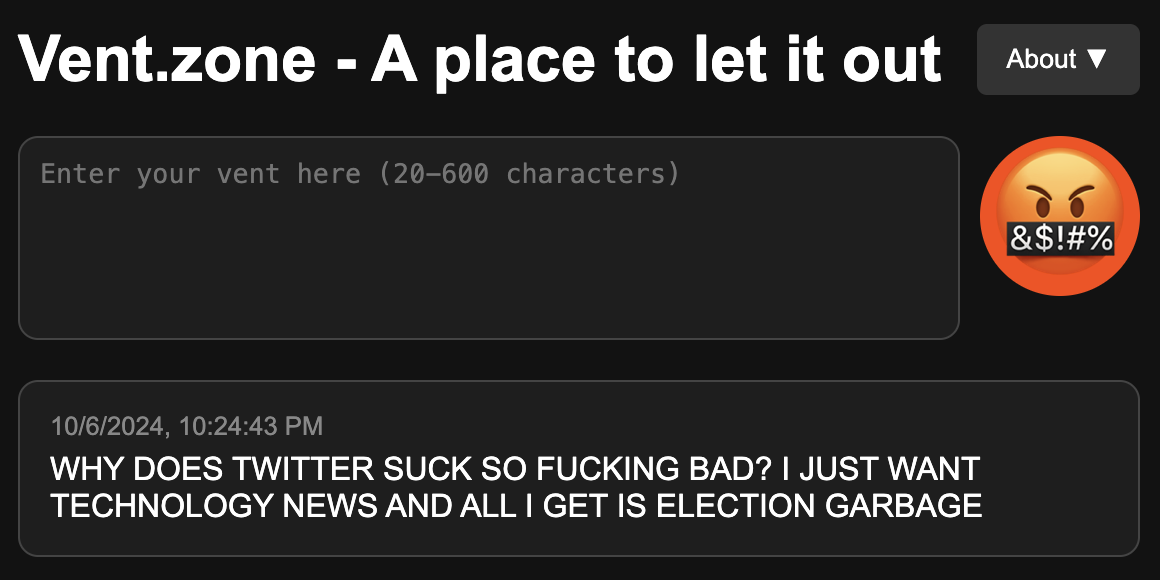 Vent.zone - A place to let it out
About ▼
Enter your vent here (20-600 characters)
&$!#%
10/6/2024, 10:24:43 PM
WHY DOES TWITTER SUCK SO FUCKING BAD? I JUST WANT
TECHNOLOGY NEWS AND ALL I GET IS ELECTION GARBAGE